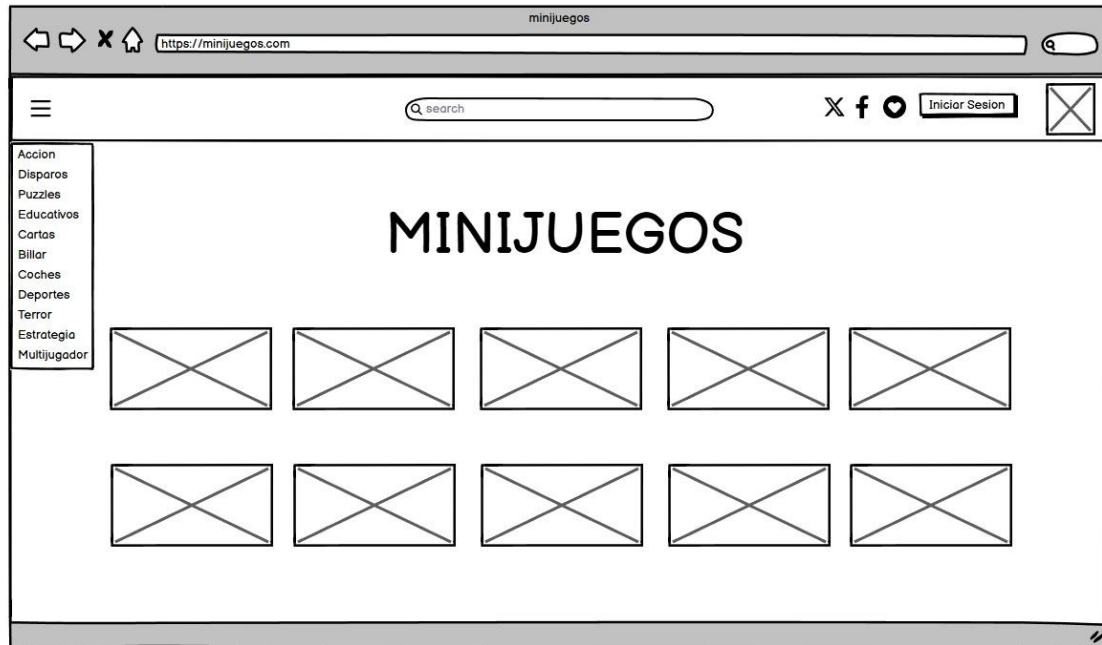 minijuegos
https://minijuegos.com
search
Iniciar Sesion
Accion
Disparos
Puzzles
Educativos
Cartas
Billar
Coches
Deportes
Terror
Estrategia
Multijugador
MINIJUEGOS